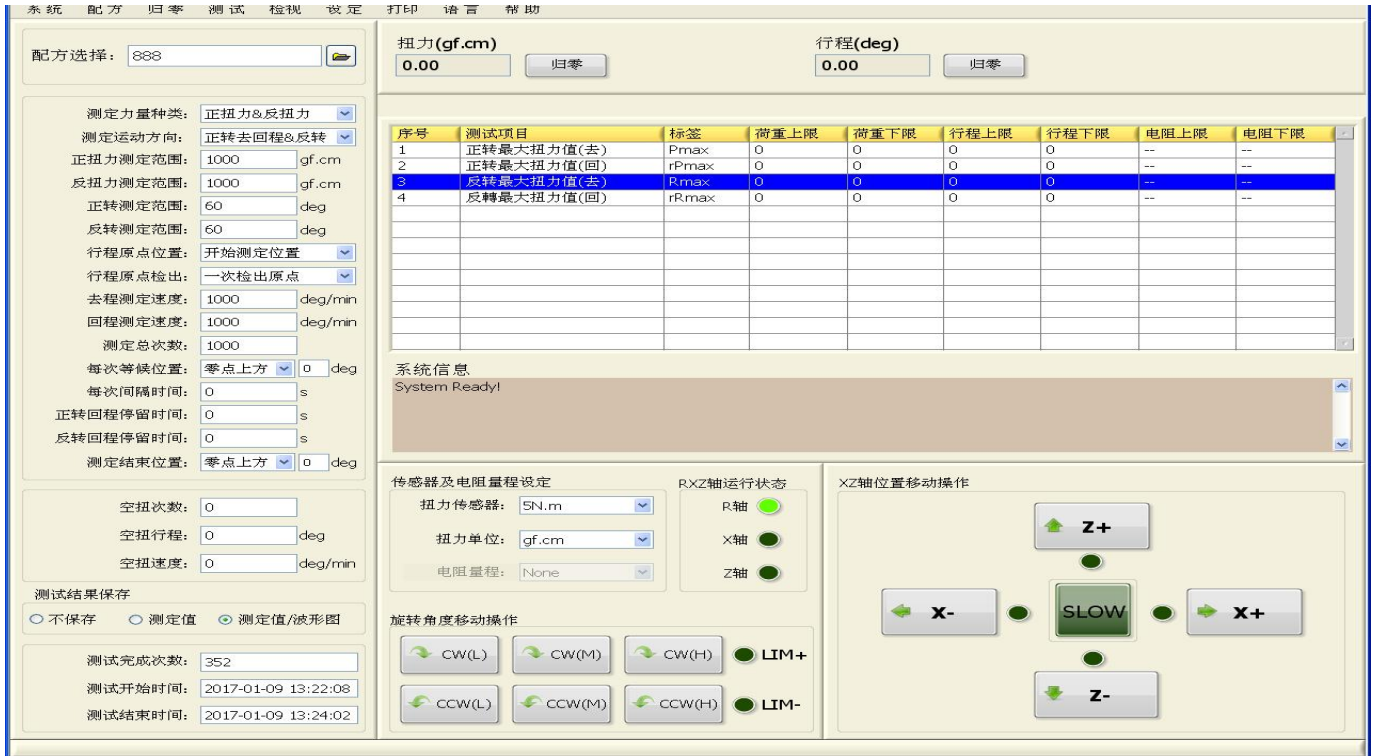 系统 配方 归零 测试 检视 设定 打印 语言 帮助
配方选择： 888
扭力(gf.cm)
0.00 归零
行程(deg)
0.00 归零
测定力量种类： 正扭力&反扭力
测定运动方向： 正转去回程&反转
正扭力测定范围： 1000 gf.cm
反扭力测定范围： 1000 gf.cm
正转测定范围： 60 deg
反转测定范围： 60 deg
行程原点位置： 开始测定位置
行程原点检出： 一次检出原点
去程测定速度： 1000 deg/min
回程测定速度： 1000 deg/min
测定总次数： 1000
每次等候位置： 零点上方 0 deg
每次间隔时间： 0 s
正转回程停留时间： 0 s
反转回程停留时间： 0 s
测定结束位置： 零点上方 0 deg
空扭次数： 0
空扭行程： 0 deg
空扭速度： 0 deg/min
测试结果保存
不保存 测定值 测定值/波形图
测试完成次数： 352
测试开始时间： 2017-01-09 13:22:08
测试结束时间： 2017-01-09 13:24:02
序号 测试项目 标签 荷重上限 荷重下限 行程上限 行程下限 电阻上限 电阻下限
1 正转最大扭力值(去) Pmax 0 0 0 0 -- --
2 正转最大扭力值(回) rPmax 0 0 0 0 -- --
3 反转最大扭力值(去) Rmax 0 0 0 0 -- --
4 反轉最大扭力值(回) rRmax 0 0 0 0 -- --
系统信息
System Ready!
传感器及电阻量程设定
扭力传感器： 5N.m
扭力单位： gf.cm
电阻量程： None
RXZ轴运行状态
R轴
X轴
Z轴
旋转角度移动操作
CW(L) CW(M) CW(H) LIM+
CCW(L) CCW(M) CCW(H) LIM-
XZ轴位置移动操作
Z+
X- SLOW X+
Z-